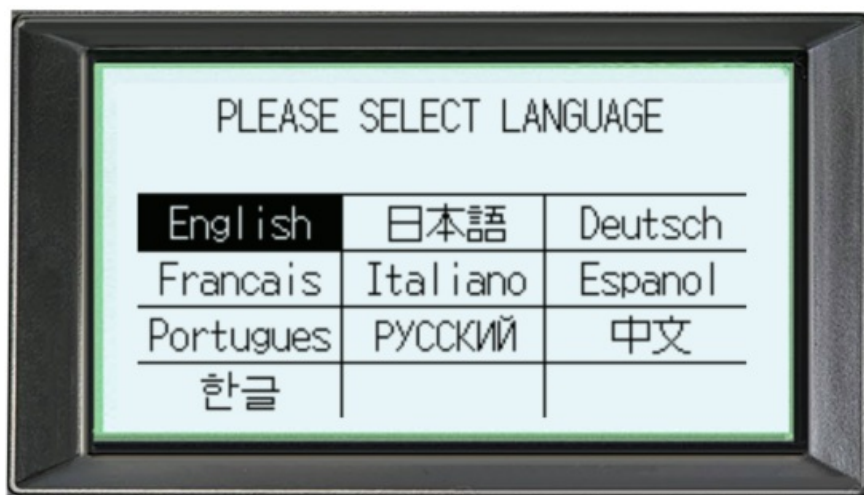 PLEASE SELECT LANGUAGE
English 日本語 Deutsch
Francais Italiano Espanol
Portugues РУССКИЙ 中文
한글